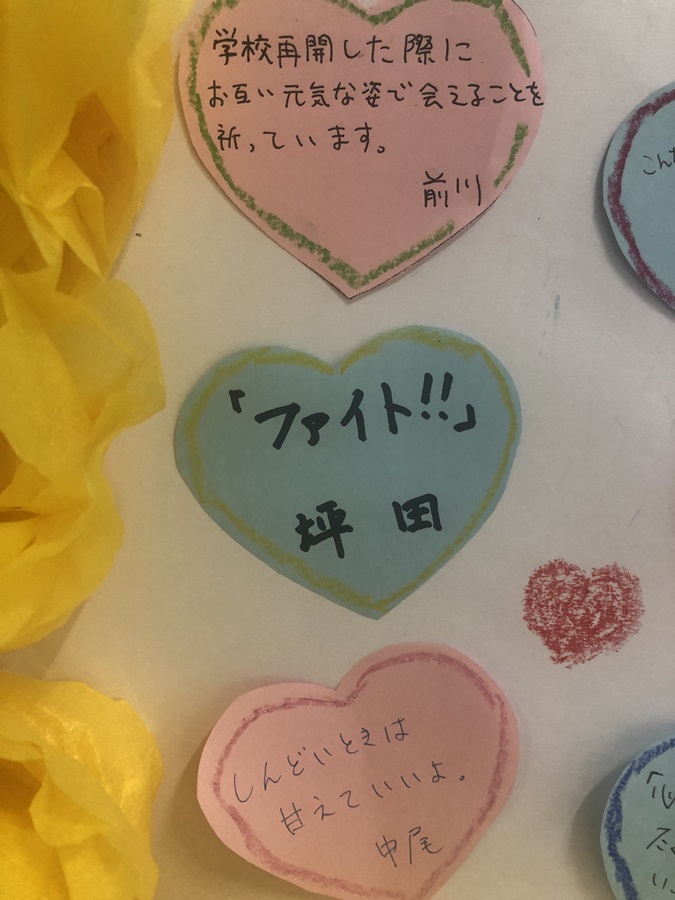 学校再開した際に
お互い元気な姿で会えることを
祈っています。
前川
こん
「ファイト!!」
坪田
しんどいときは
甘えていいよ。
中尾